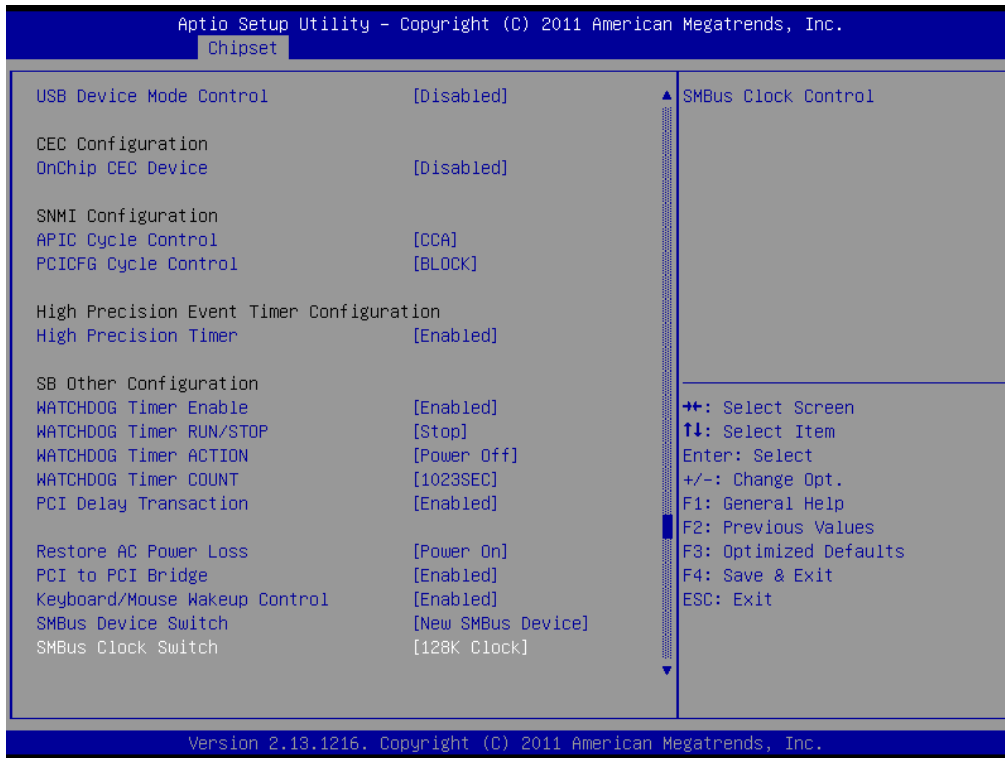 Aptio Setup Utility – Copyright (C) 2011 American Megatrends, Inc.
Chipset
USB Device Mode Control [Disabled]
CEC Configuration
OnChip CEC Device [Disabled]
SNMI Configuration
APIC Cycle Control [CCA]
PCICFG Cycle Control [BLOCK]
High Precision Event Timer Configuration
High Precision Timer [Enabled]
SB Other Configuration
WATCHDOG Timer Enable [Enabled]
WATCHDOG Timer RUN/STOP [Stop]
WATCHDOG Timer ACTION [Power Off]
WATCHDOG Timer COUNT [1023SEC]
PCI Delay Transaction [Enabled]
Restore AC Power Loss [Power On]
PCI to PCI Bridge [Enabled]
Keyboard/Mouse Wakeup Control [Enabled]
SMBus Device Switch [New SMBus Device]
SMBus Clock Switch [128K Clock]
SMBus Clock Control
→←: Select Screen
↑↓: Select Item
Enter: Select
+/-: Change Opt.
F1: General Help
F2: Previous Values
F3: Optimized Defaults
F4: Save & Exit
ESC: Exit
Version 2.13.1216. Copyright (C) 2011 American Megatrends, Inc.